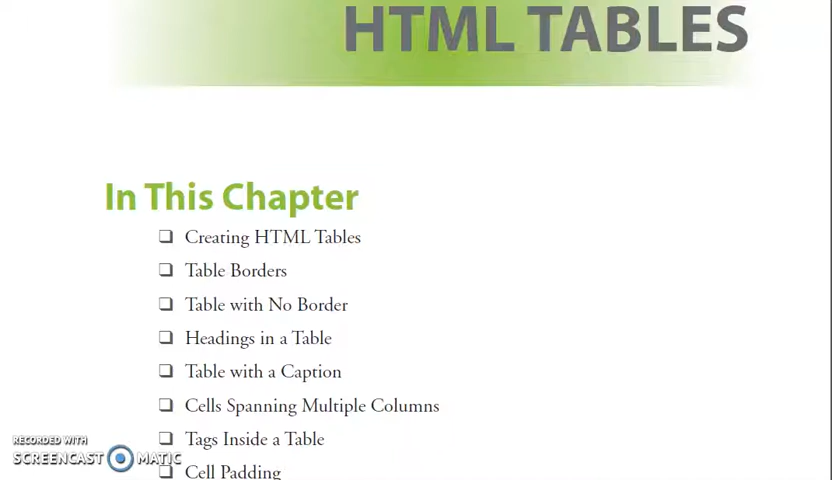 HTML TABLES
In This Chapter
❑ Creating HTML Tables
❑ Table Borders
❑ Table with No Border
❑ Headings in a Table
❑ Table with a Caption
❑ Cells Spanning Multiple Columns
❑ Tags Inside a Table
❑ Cell Padding
RECORDED WITH
SCREENCAST MATIC